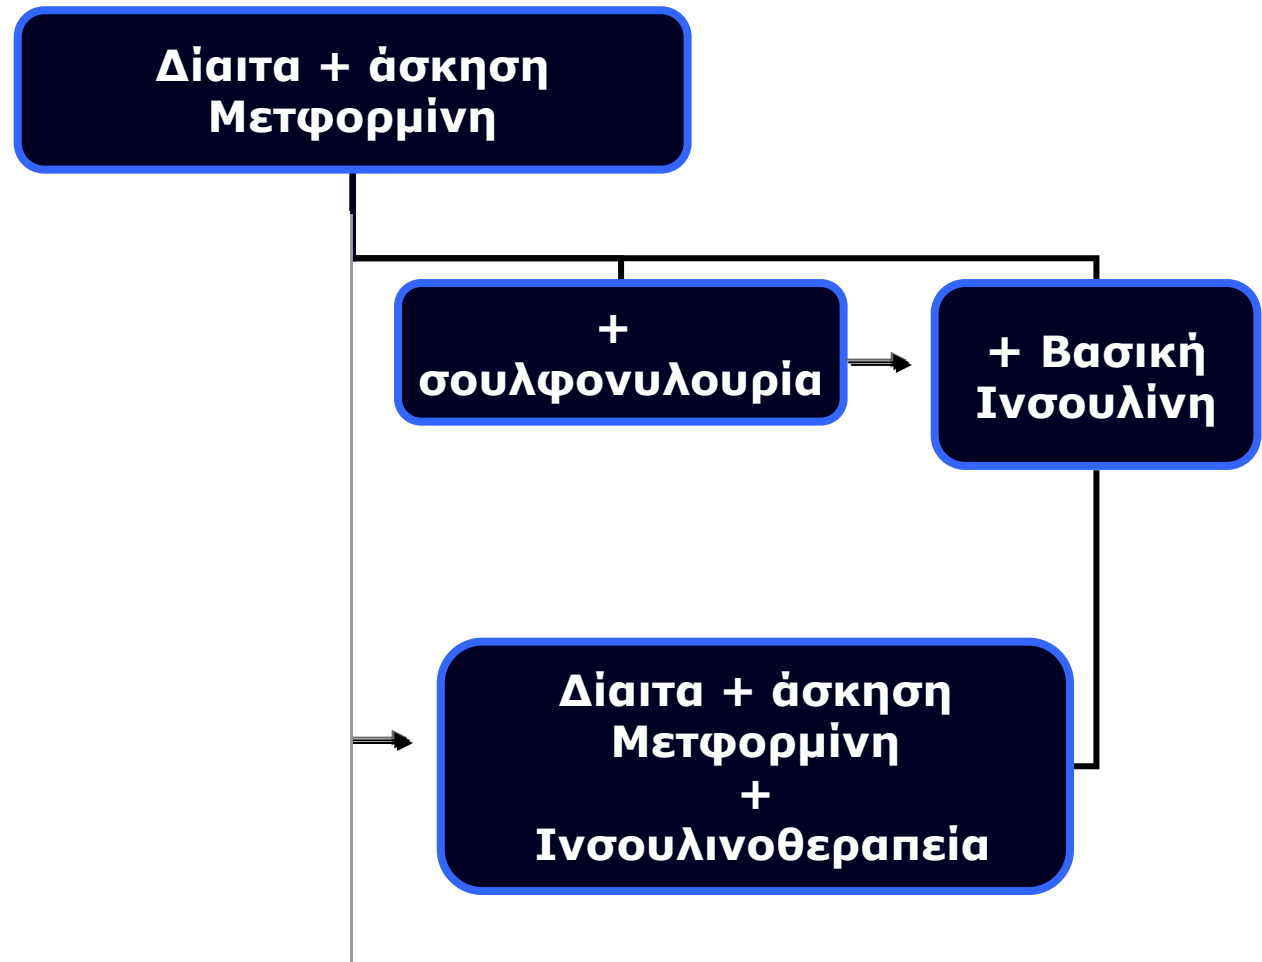 Δίαιτα + άσκηση
Μετφορμίνη
+
σουλφονυλουρία
+ Βασική
Ινσουλίνη
Δίαιτα + άσκηση
Μετφορμίνη
+
Ινσουλινοθεραπεία